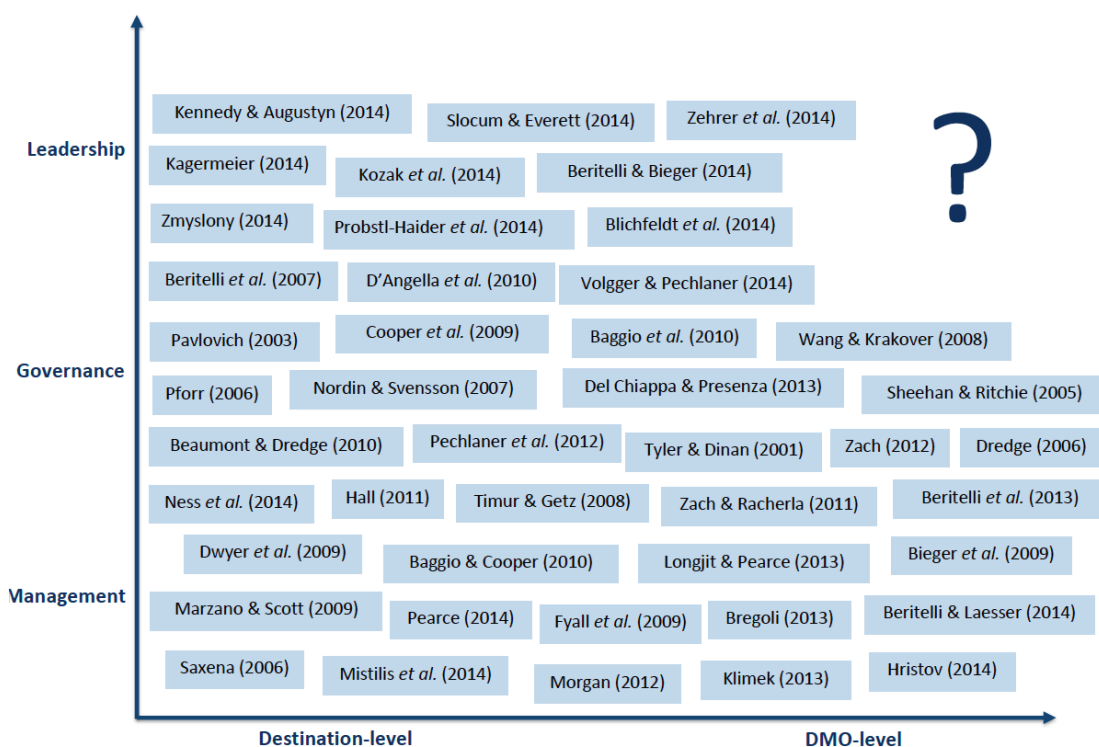 Kennedy & Augustyn (2014) Slocum & Everett (2014) Zehrer et al. (2014)
?
Leadership
Kagermeier (2014) Kozak et al. (2014) Beritelli & Bieger (2014)
Zmyslony (2014) Probstl-Haider et al. (2014) Blichfeldt et al. (2014)
Beritelli et al. (2007) D’Angella et al. (2010) Volgger & Pechlaner (2014)
Pavlovich (2003) Cooper et al. (2009) Baggio et al. (2010) Wang & Krakover (2008)
Governance
Pforr (2006) Nordin & Svensson (2007) Del Chiappa & Presenza (2013) Sheehan & Ritchie (2005)
Beaumont & Dredge (2010) Pechlaner et al. (2012) Tyler & Dinan (2001) Zach (2012) Dredge (2006)
Ness et al. (2014) Hall (2011) Timur & Getz (2008) Zach & Racherla (2011) Beritelli et al. (2013)
Dwyer et al. (2009) Baggio & Cooper (2010) Longjit & Pearce (2013) Bieger et al. (2009)
Management
Marzano & Scott (2009) Pearce (2014) Fyall et al. (2009) Bregoli (2013) Beritelli & Laesser (2014)
Saxena (2006) Mistilis et al. (2014) Morgan (2012) Klimek (2013) Hristov (2014)
Destination-level DMO-level